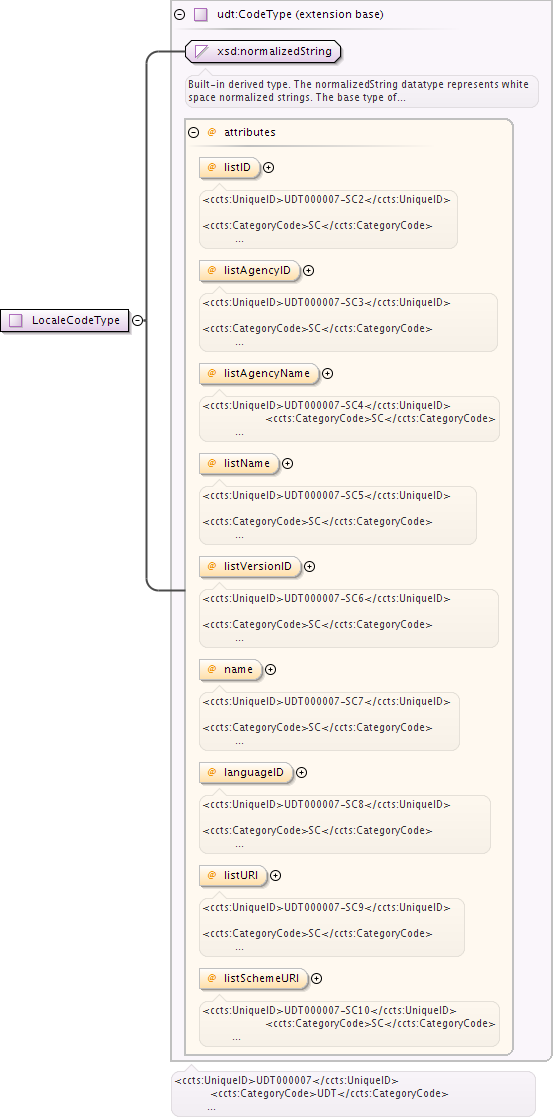 udt:CodeType (extension base)
xsd:normalizedString
Built-in derived type. The normalizedString datatype represents white
space normalized strings. The base type of...
@ attributes
@ listID
<ccts:UniqueID>UDT000007-SC2</ccts:UniqueID>
<ccts:CategoryCode>SC</ccts:CategoryCode>
...
@ listAgencyID
<ccts:UniqueID>UDT000007-SC3</ccts:UniqueID>
<ccts:CategoryCode>SC</ccts:CategoryCode>
...
LocaleCodeType
@ listAgencyName
<ccts:UniqueID>UDT000007-SC4</ccts:UniqueID>
<ccts:CategoryCode>SC</ccts:CategoryCode>
...
@ listName
<ccts:UniqueID>UDT000007-SC5</ccts:UniqueID>
<ccts:CategoryCode>SC</ccts:CategoryCode>
...
@ listVersionID
<ccts:UniqueID>UDT000007-SC6</ccts:UniqueID>
<ccts:CategoryCode>SC</ccts:CategoryCode>
...
@ name
<ccts:UniqueID>UDT000007-SC7</ccts:UniqueID>
<ccts:CategoryCode>SC</ccts:CategoryCode>
...
@ languageID
<ccts:UniqueID>UDT000007-SC8</ccts:UniqueID>
<ccts:CategoryCode>SC</ccts:CategoryCode>
...
@ listURI
<ccts:UniqueID>UDT000007-SC9</ccts:UniqueID>
<ccts:CategoryCode>SC</ccts:CategoryCode>
...
@ listSchemeURI
<ccts:UniqueID>UDT000007-SC10</ccts:UniqueID>
<ccts:CategoryCode>SC</ccts:CategoryCode>
...
<ccts:UniqueID>UDT000007</ccts:UniqueID>
<ccts:CategoryCode>UDT</ccts:CategoryCode>
...